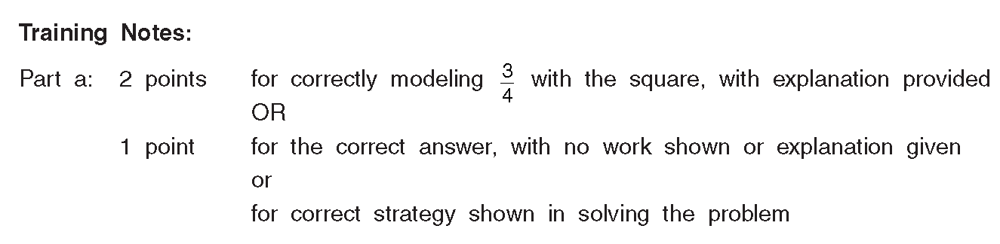 Training Notes:
Part a: 2 points for correctly modeling 3/4 with the square, with explanation provided
OR
1 point for the correct answer, with no work shown or explanation given
or
for correct strategy shown in solving the problem